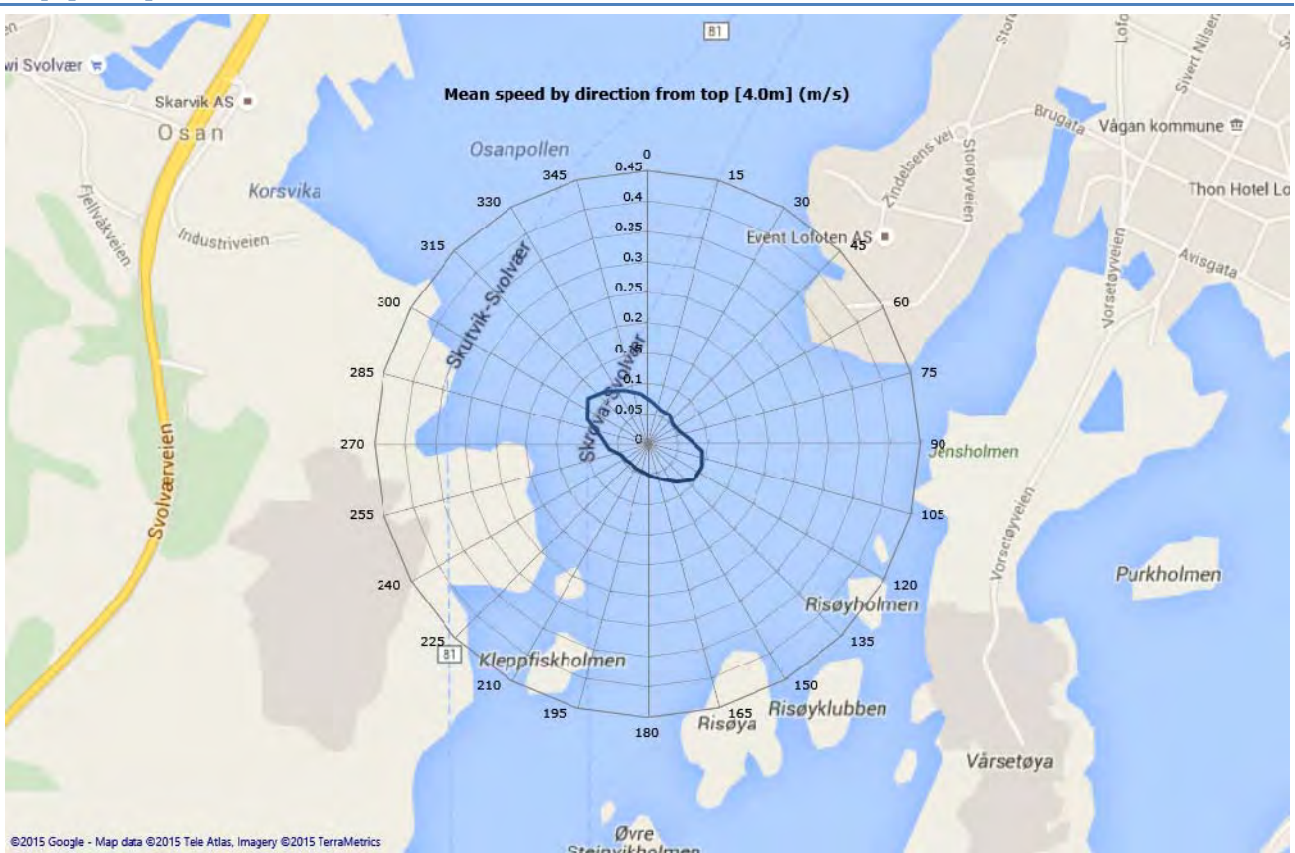 81
wi Svolvær
Skarvik AS
Osan
Mean speed by direction from top [4.0m] (m/s)
Osanpollen
Korsvika
Fjellvåkveien
Industriveien
Svolværveien
Skutvik-Svolvær
Skrova-Svolvær
Zindelsens vei
Storøyveien
Brugata
Vågan kommune
Sivert Nilsen
Thon Hotel Lo
Event Lofoten AS
Avisgata
Vorsetøyveien
0
15
30
45
60
75
90
105
120
135
150
165
180
195
210
225
240
255
270
285
300
315
330
345
0.45
0.4
0.35
0.3
0.25
0.2
0.15
0.1
0.05
0
Jensholmen
Vorsetøyveien
Purkholmen
Risøyholmen
81
Kleppfiskholmen
Risøya
Risøyklubben
Vårsetøya
Øvre
Steinvikholmen
©2015 Google - Map data ©2015 Tele Atlas, Imagery ©2015 TerraMetrics